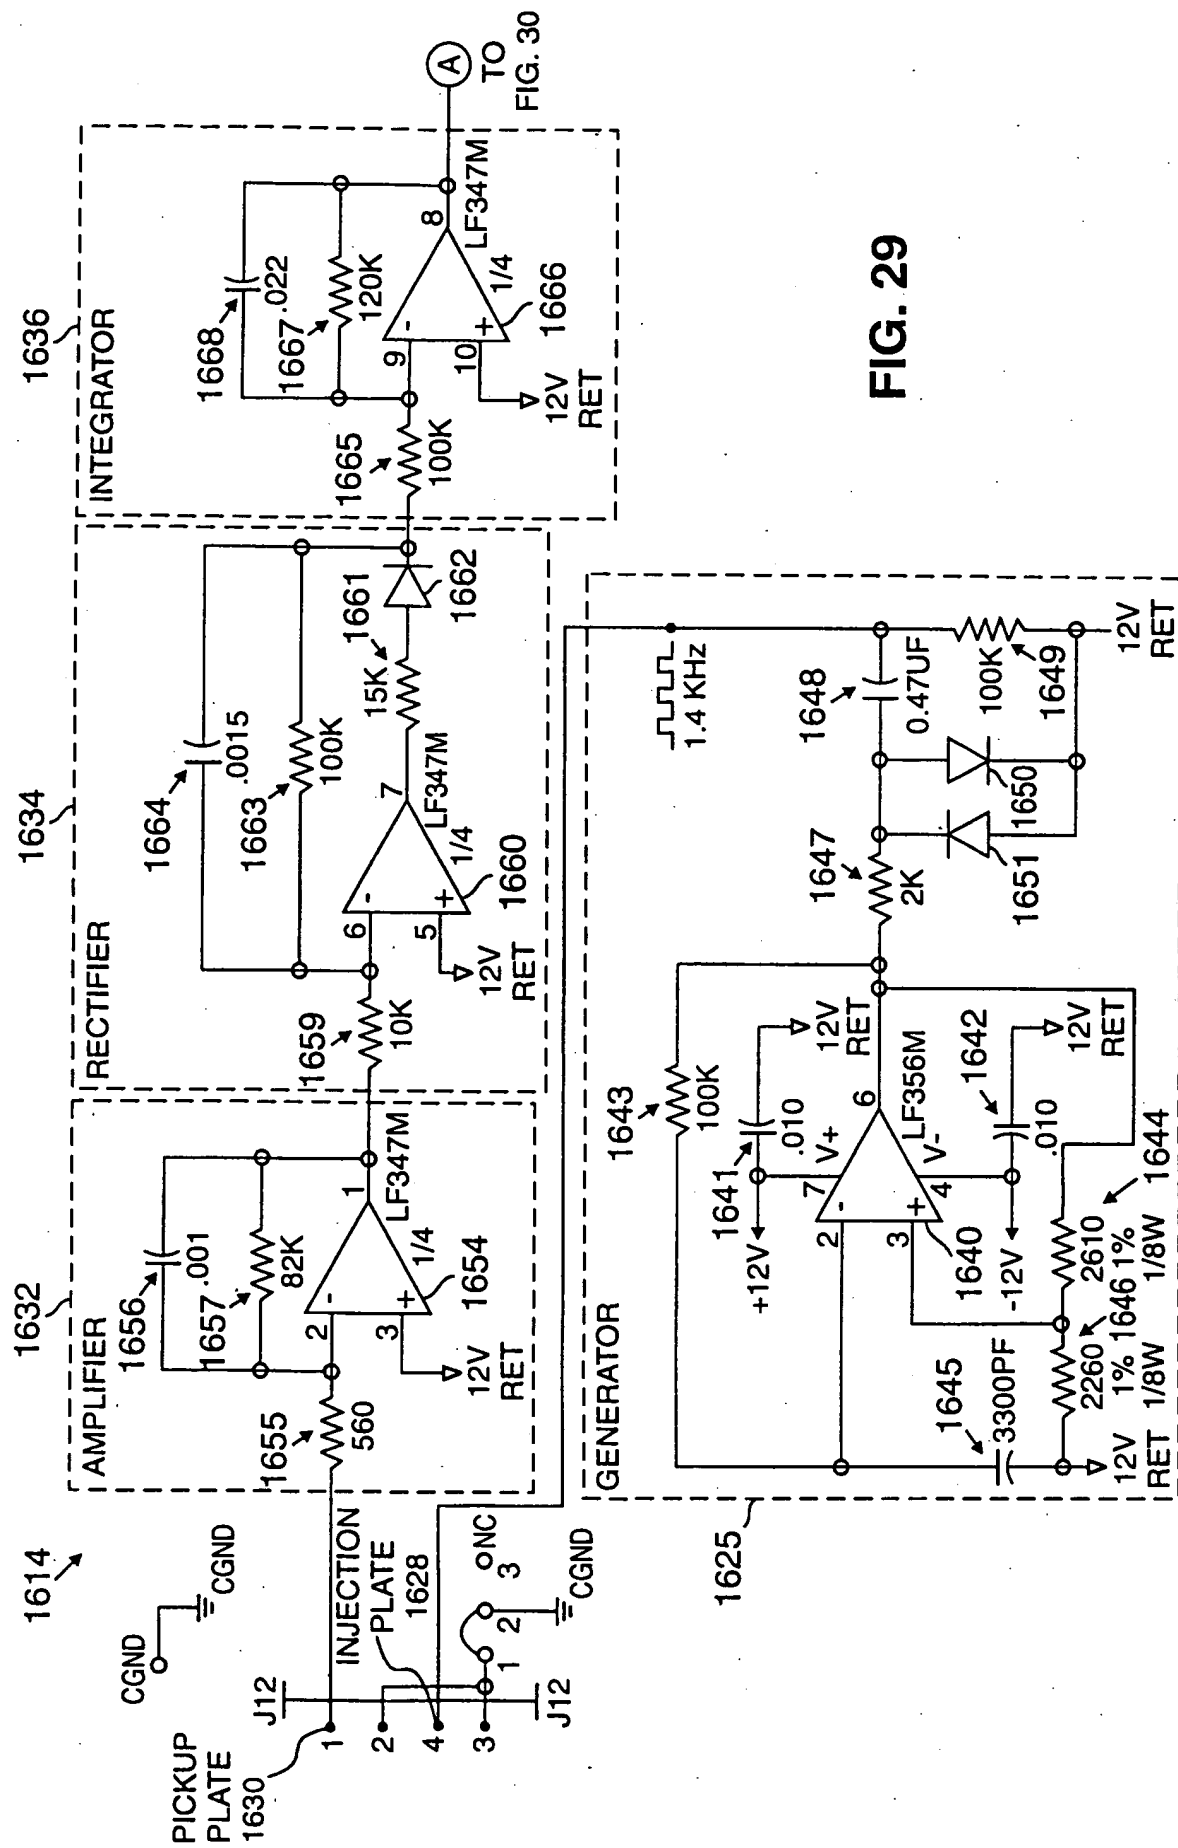 1614
CGND
CGND
PICKUP
PLATE
1630
J12
J12
1
2
4
3
INJECTION
PLATE
1628
1
2
3
NC
CGND
1632
AMPLIFIER
1655
560
1656
.001
1657
82K
2
-
3
+
1
LF347M
1/4
1654
12V
RET
1634
RECTIFIER
1659
10K
1664
.0015
1663
100K
6
-
5
+
7
LF347M
1/4
1660
12V
RET
15K
1661
1662
1636
INTEGRATOR
1665
100K
1668
.022
1667
120K
9
-
10
+
8
LF347M
1/4
1666
12V
RET
A
TO
FIG. 30
1625
GENERATOR
1643
100K
1641
.010
12V
RET
+12V
7
V+
2
-
3
+
6
LF356M
4
V-
1640
-12V
1642
.010
12V
RET
1645
3300PF
2260
1%
1/8W
1646
2610
1%
1/8W
1644
12V
RET
1647
2K
1648
0.47UF
1.4 KHz
100K
1649
1650
1651
12V
RET
FIG. 29